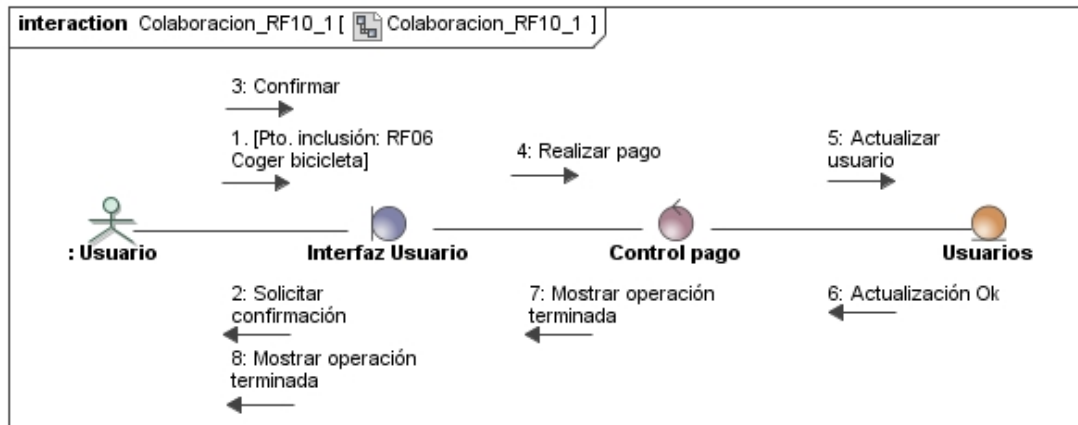 interaction Colaboracion_RF10_1 [ Colaboracion_RF10_1 ]
3: Confirmar
1. [Pto. inclusión: RF06
Coger bicicleta]
4: Realizar pago
5: Actualizar
usuario
: Usuario
Interfaz Usuario
Control pago
Usuarios
2: Solicitar
confirmación
7: Mostrar operación
terminada
6: Actualización Ok
8: Mostrar operación
terminada